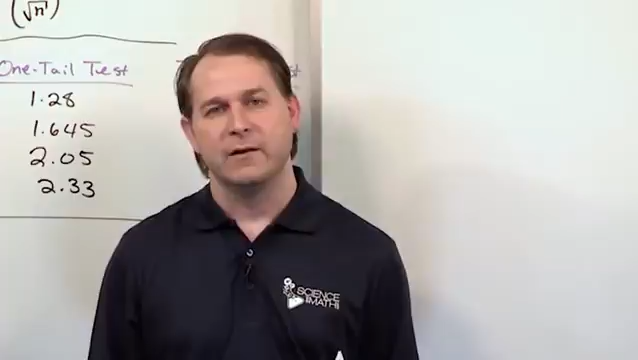 (√n)
One-Tail Test
1.28
1.645
2.05
2.33
SCIENCE
MATH